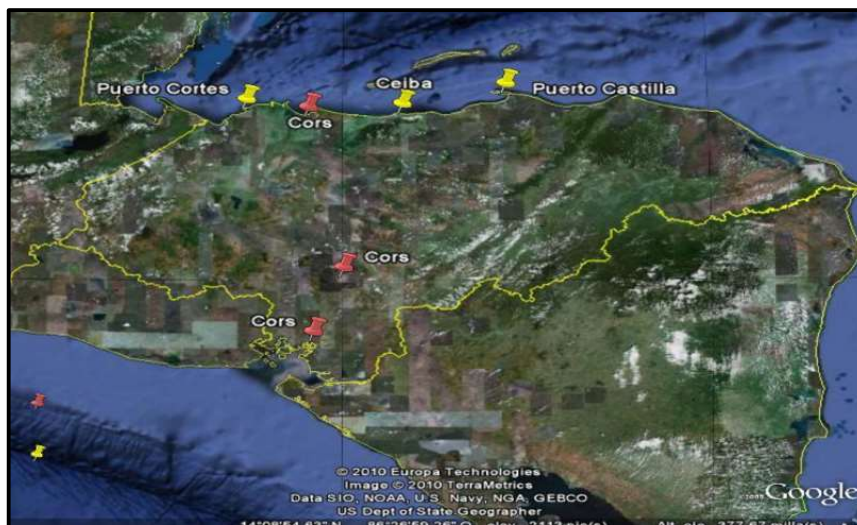 Puerto Cortes
Ceiba
Puerto Castilla
Cors
Cors
Cors
© 2010 Europa Technologies
Image © 2010 TerraMetrics
Data SIO, NOAA, U.S. Navy, NGA, GEBCO
US Dept of State Geographer
©2009 Google